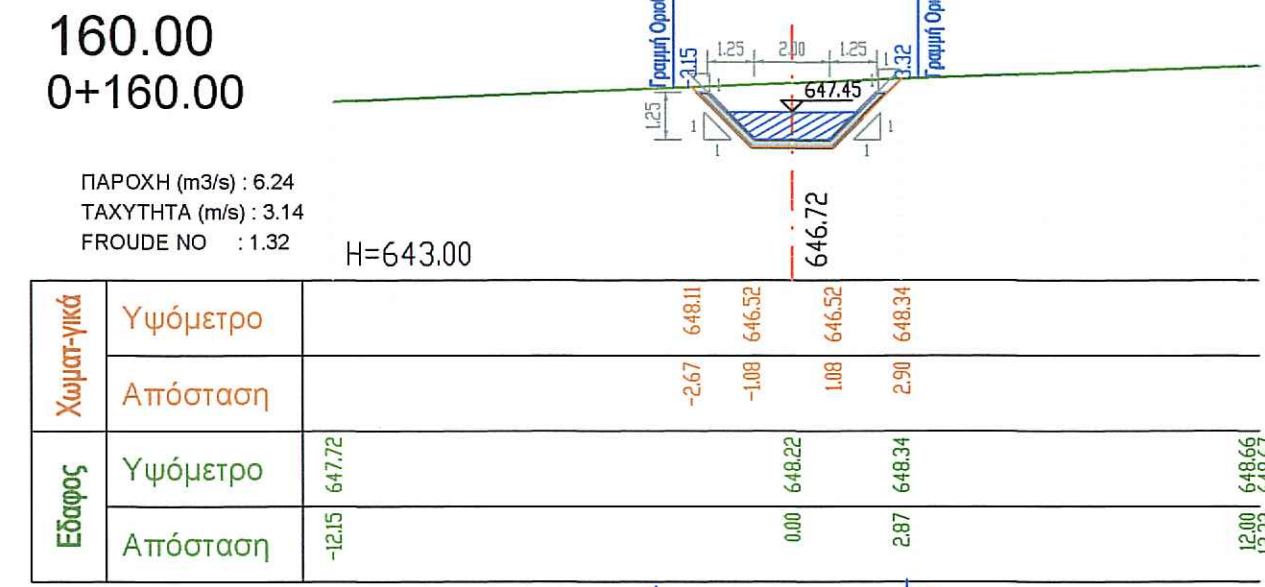 160.00
0+160.00
Γραμμή
Γραμμή
3.15
1.25
2.00
1.25
3.32
1
1
1
647.45
1.25
1
1
1
1
646.72
ΠΑΡΟΧΗ (m3/s) : 6.24
ΤΑΧΥΤΗΤΑ (m/s) : 3.14
FROUDE NO : 1.32
H=643.00
Χωματ-γικά
Υψόμετρο
648.11
646.52
646.52
648.34
Απόσταση
-2.67
-1.08
1.08
2.90
Εδαφος
Υψόμετρο
647.72
648.22
648.34
648.66
Απόσταση
-12.15
0.00
2.87
12.00